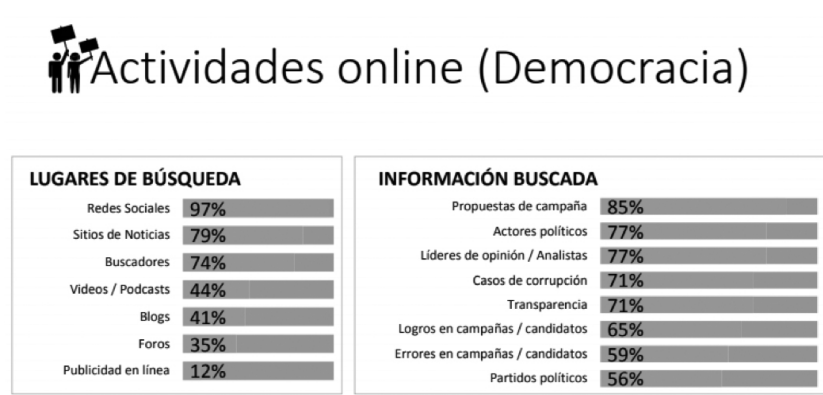 Actividades online (Democracia)
LUGARES DE BÚSQUEDA
Redes Sociales 97%
Sitios de Noticias 79%
Buscadores 74%
Videos / Podcasts 44%
Blogs 41%
Foros 35%
Publicidad en línea 12%
INFORMACIÓN BUSCADA
Propuestas de campaña 85%
Actores políticos 77%
Líderes de opinión / Analistas 77%
Casos de corrupción 71%
Transparencia 71%
Logros en campañas / candidatos 65%
Errores en campañas / candidatos 59%
Partidos políticos 56%